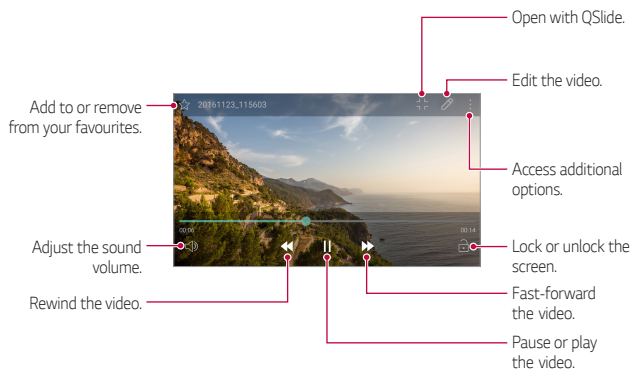 Open with QSlide.
Edit the video.
Add to or remove
from your favourites.
20161123_115603
Access additional
options.
00:06
00:14
Adjust the sound
volume.
Lock or unlock the
screen.
Rewind the video.
Fast-forward
the video.
Pause or play
the video.